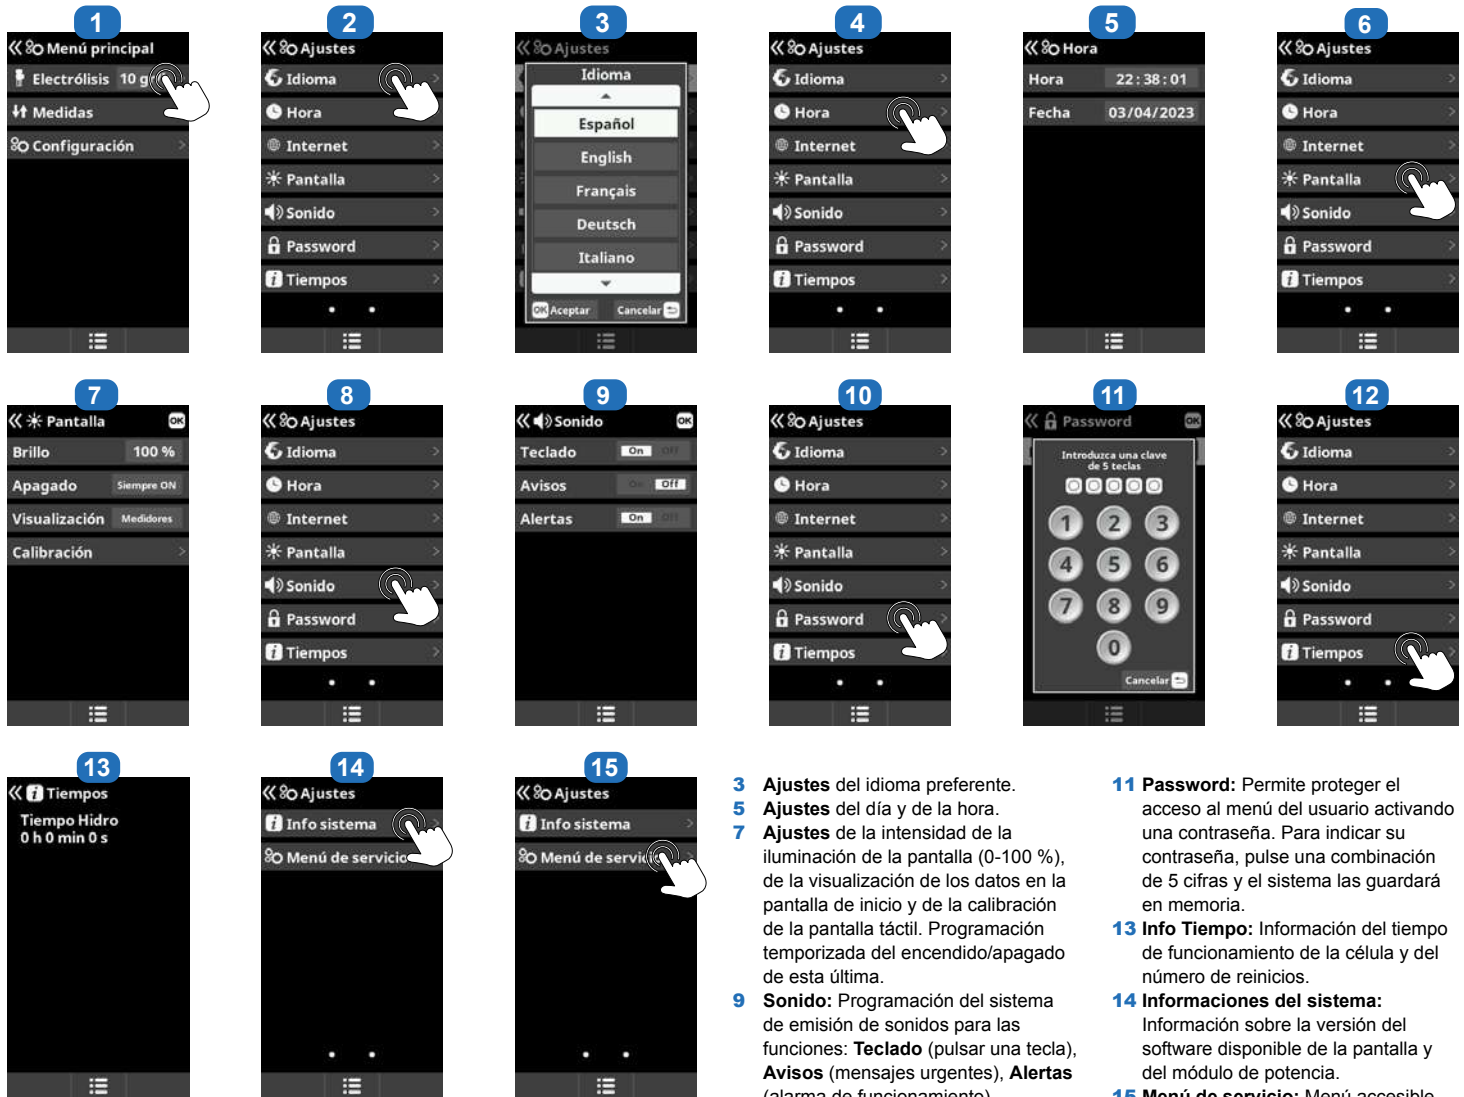 1
Menú principal
Electrólisis 10 g
Medidas
Configuración
2
Ajustes
Idioma
Hora
Internet
Pantalla
Sonido
Password
Tiempos
3
Ajustes
Idioma
Español
English
Français
Deutsch
Italiano
OK Aceptar Cancelar
4
Ajustes
Idioma
Hora
Internet
Pantalla
Sonido
Password
Tiempos
5
Hora
Hora 22:38:01
Fecha 03/04/2023
6
Ajustes
Idioma
Hora
Internet
Pantalla
Sonido
Password
Tiempos
7
Pantalla OK
Brillo 100 %
Apagado Siempre ON
Visualización Medidores
Calibración
8
Ajustes
Idioma
Hora
Internet
Pantalla
Sonido
Password
Tiempos
9
Sonido OK
Teclado On Off
Avisos On Off
Alertas On Off
10
Ajustes
Idioma
Hora
Internet
Pantalla
Sonido
Password
Tiempos
11
Password OK
Introduzca una clave
de 5 teclas
1 2 3
4 5 6
7 8 9
0
Cancelar
12
Ajustes
Idioma
Hora
Internet
Pantalla
Sonido
Password
Tiempos
13
Tiempos
Tiempo Hidro
0 h 0 min 0 s
14
Ajustes
Info sistema
Menú de servicio
15
Ajustes
Info sistema
Menú de servicio
3 Ajustes del idioma preferente.
5 Ajustes del día y de la hora.
7 Ajustes de la intensidad de la
iluminación de la pantalla (0-100 %),
de la visualización de los datos en la
pantalla de inicio y de la calibración
de la pantalla táctil. Programación
temporizada del encendido/apagado
de esta última.
9 Sonido: Programación del sistema
de emisión de sonidos para las
funciones: Teclado (pulsar una tecla),
Avisos (mensajes urgentes), Alertas
(alarma de funcionamiento)
11 Password: Permite proteger el
acceso al menú del usuario activando
una contraseña. Para indicar su
contraseña, pulse una combinación
de 5 cifras y el sistema las guardará
en memoria.
13 Info Tiempo: Información del tiempo
de funcionamiento de la célula y del
número de reinicios.
14 Informaciones del sistema:
Información sobre la versión del
software disponible de la pantalla y
del módulo de potencia.
15 Menú de servicio: Menú accesible